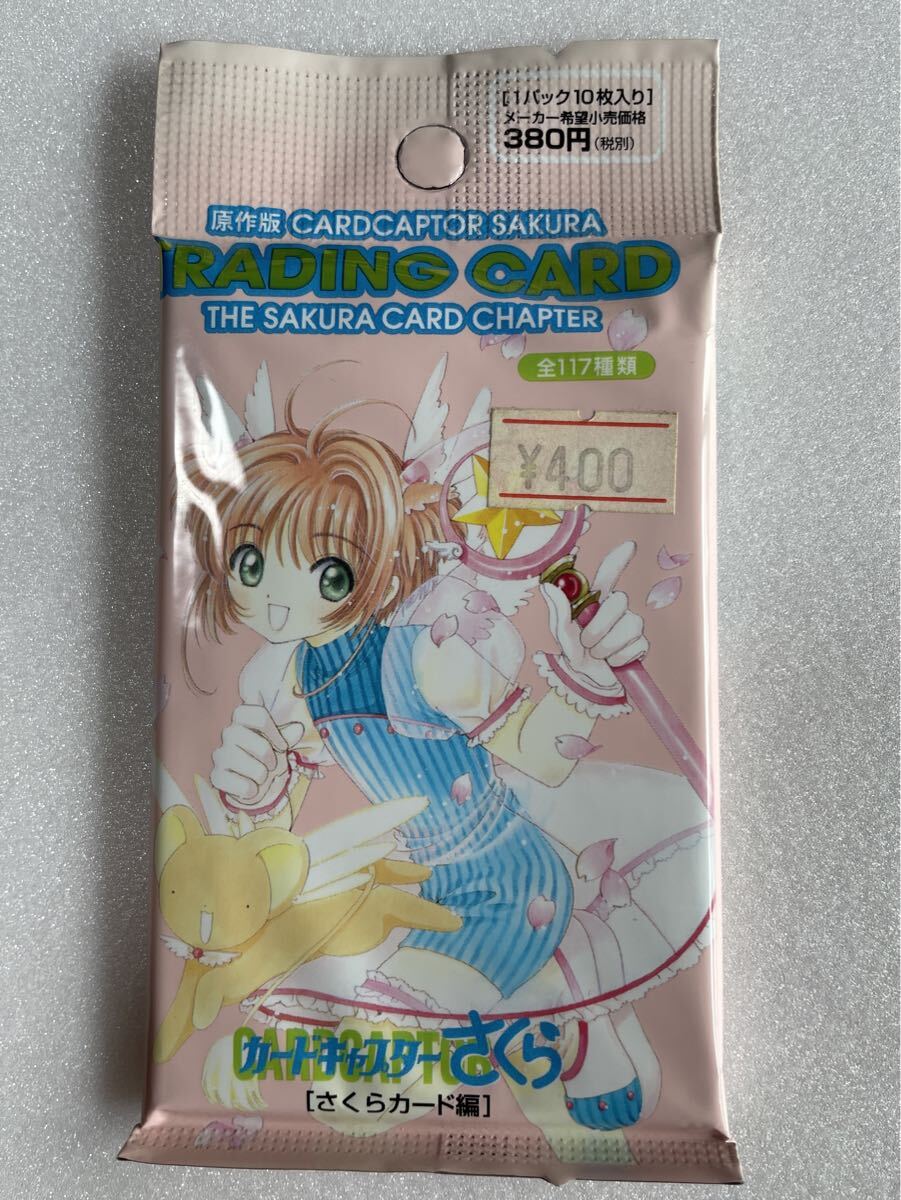 [1パック10枚入り]
メーカー希望小売価格
380円(税別)
原作版 CARDCAPTOR SAKURA
TRADING CARD
THE SAKURA CARD CHAPTER
全117種類
¥400
CARDCAPTOR
カードキャプターさくら
[さくらカード編]